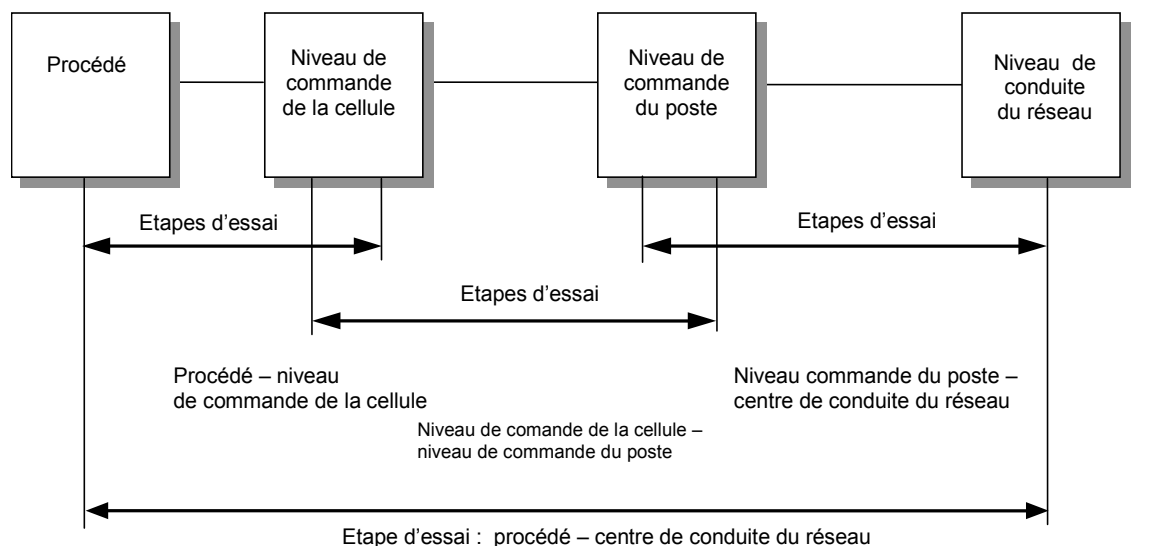 Procédé
Niveau de
commande
de la cellule
Niveau de
commande
du poste
Niveau de
conduite
du réseau
Etapes d'essai
Etapes d'essai
Etapes d'essai
Procédé – niveau
de commande de la cellule
Niveau commande du poste –
centre de conduite du réseau
Niveau de comande de la cellule –
niveau de commande du poste
Etape d'essai : procédé – centre de conduite du réseau